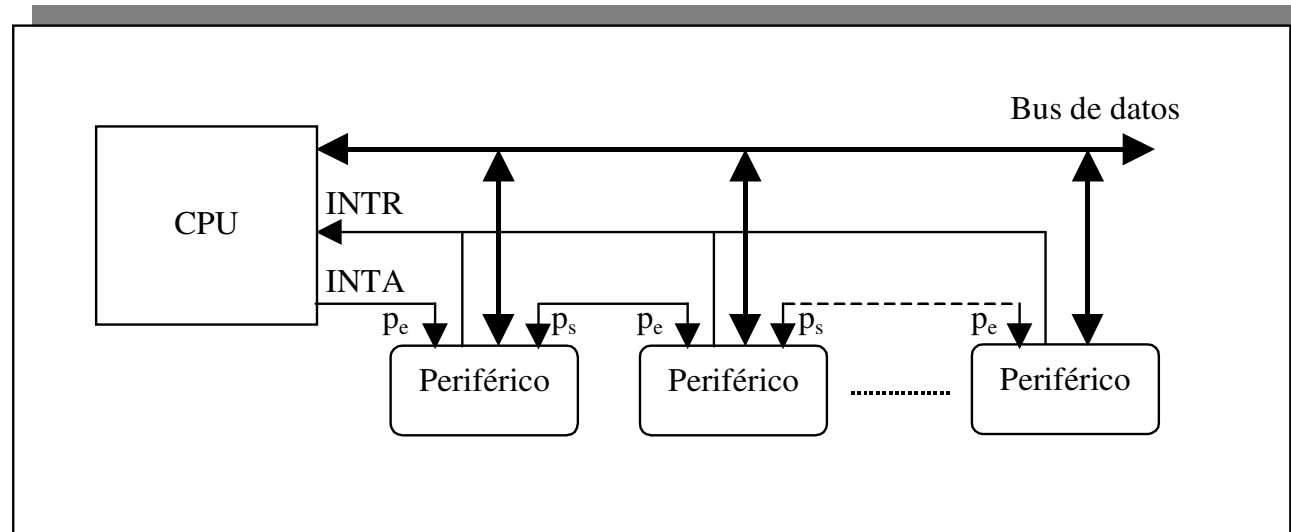 Bus de datos
CPU
INTR
INTA
pe
ps
pe
ps
pe
Periférico
Periférico
Periférico